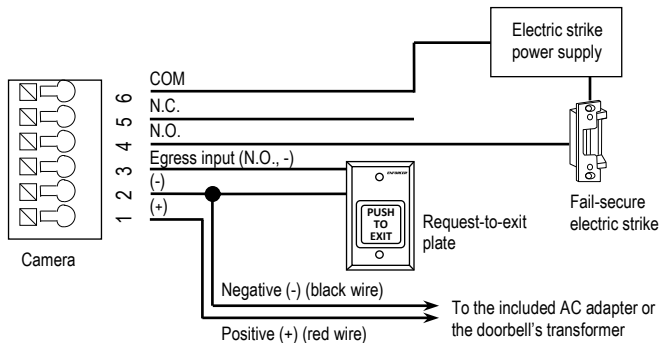 Electric strike
power supply
COM
6
N.C.
5
N.O.
4
Egress input (N.O., -)
3
(-)
2
(+)
1
ENFORCER
PUSH
TO
EXIT
Request-to-exit
plate
Fail-secure
electric strike
Camera
Negative (-) (black wire)
Positive (+) (red wire)
To the included AC adapter or
the doorbell's transformer